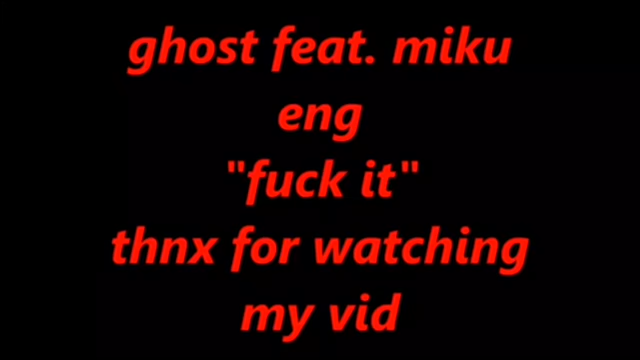 ghost feat. miku
eng
"fuck it"
thnx for watching
my vid